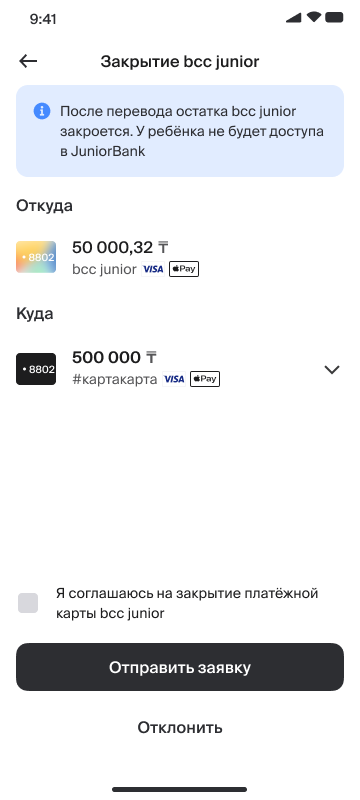 9:41
Закрытие bcc junior
После перевода остатка bcc junior
закроется. У ребёнка не будет доступа
в JuniorBank
Откуда
• 8802
50 000,32 ₸
bcc junior VISA Pay
Куда
• 8802
500 000 ₸
#картакарта VISA Pay
Я соглашаюсь на закрытие платёжной
карты bcc junior
Отправить заявку
Отклонить